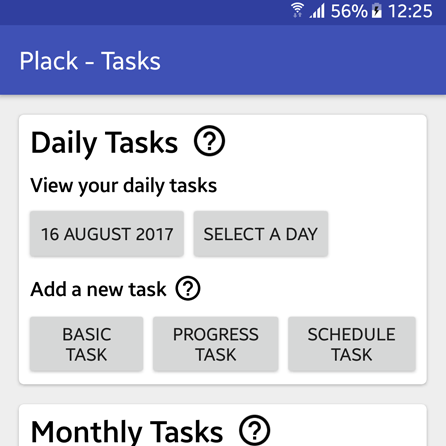 56% 12:25
Plack - Tasks
Daily Tasks ?
View your daily tasks
16 AUGUST 2017 SELECT A DAY
Add a new task ?
BASIC TASK PROGRESS TASK SCHEDULE TASK
Monthly Tasks ?